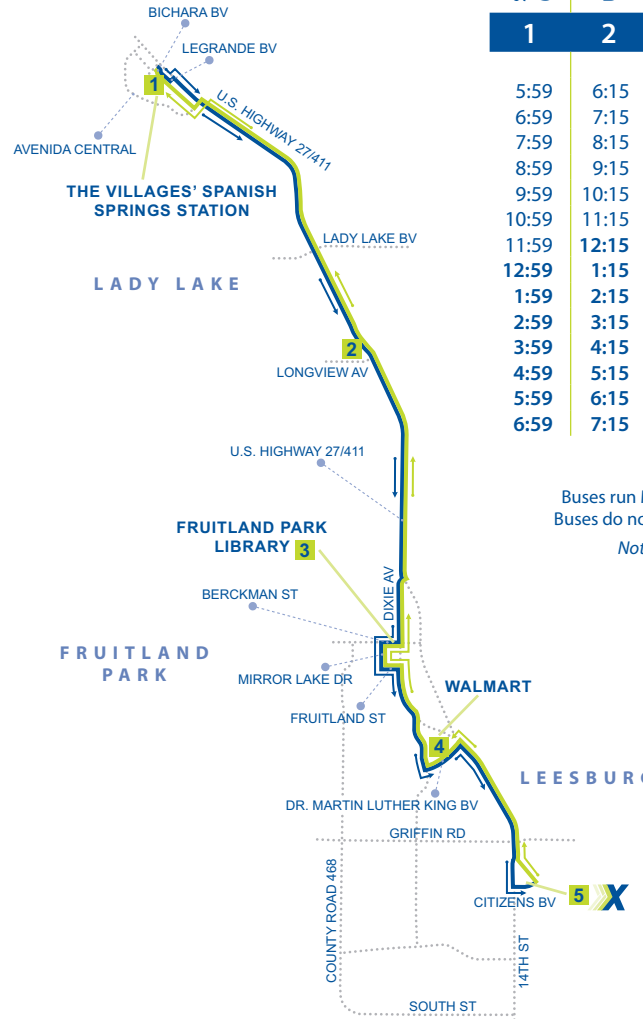 BICHARA BV
LEGRANDE BV
U.S. HIGHWAY 27/411
1
AVENIDA CENTRAL
THE VILLAGES' SPANISH
SPRINGS STATION
LADY LAKE BV
LADY LAKE
2
LONGVIEW AV
U.S. HIGHWAY 27/411
FRUITLAND PARK
LIBRARY 3
DIXIE AV
BERCKMAN ST
FRUITLAND
PARK
MIRROR LAKE DR
WALMART
FRUITLAND ST
4
LEESBURG
DR. MARTIN LUTHER KING BV
GRIFFIN RD
COUNTY ROAD 468
CITIZENS BV
5 X
14TH ST
SOUTH ST
1 2
5:59 6:15
6:59 7:15
7:59 8:15
8:59 9:15
9:59 10:15
10:59 11:15
11:59 12:15
12:59 1:15
1:59 2:15
2:59 3:15
3:59 4:15
4:59 5:15
5:59 6:15
6:59 7:15
Buses run
Buses do